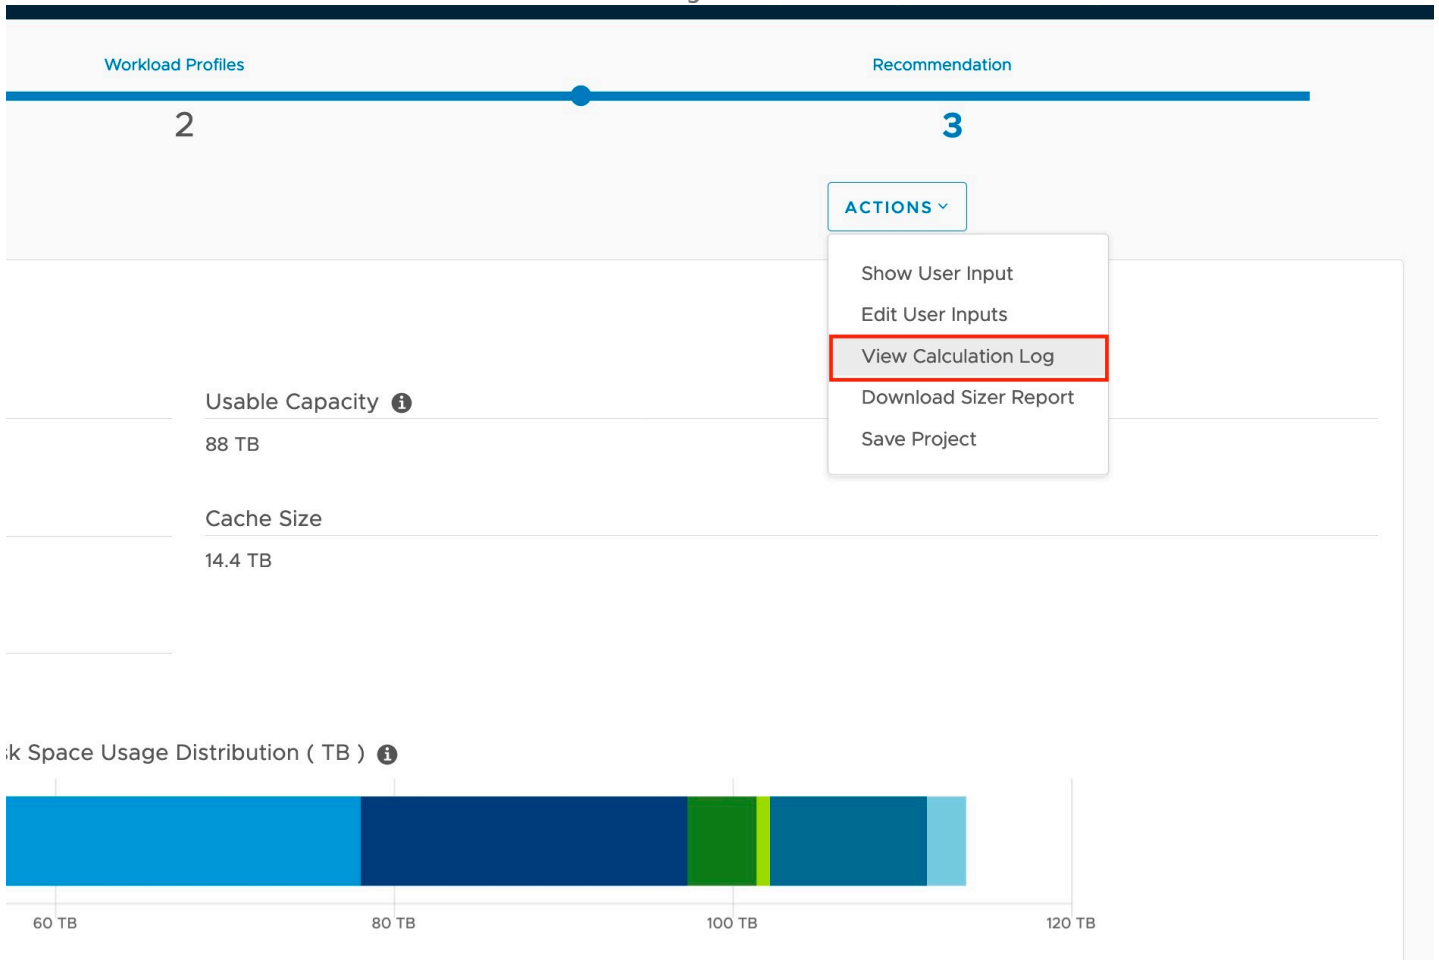 Workload Profiles
Recommendation
2
3
ACTIONS
Show User Input
Edit User Inputs
View Calculation Log
Download Sizer Report
Save Project
Usable Capacity
88 TB
Cache Size
14.4 TB
Space Usage Distribution ( TB )
60 TB
80 TB
100 TB
120 TB